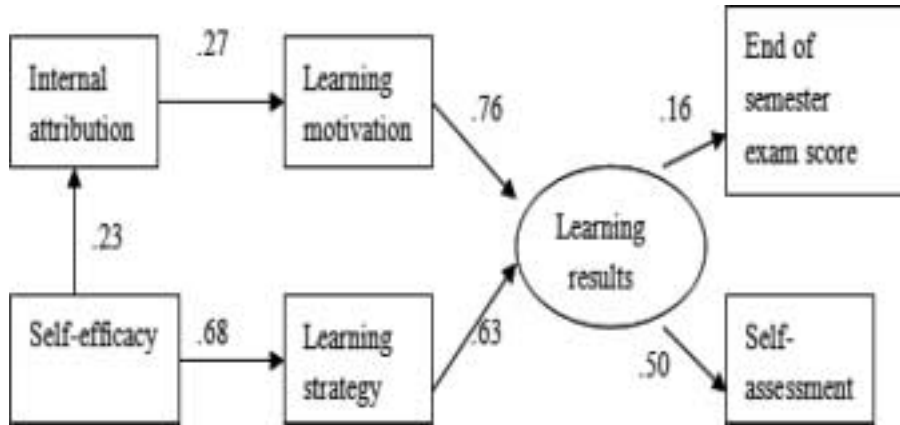 .27
Internal
attribution
Learning
motivation
.76
End of
semester
exam score
.16
.23
Learning
results
Self-efficacy
.68
Learning
strategy
.63
.50
Self-
assessment